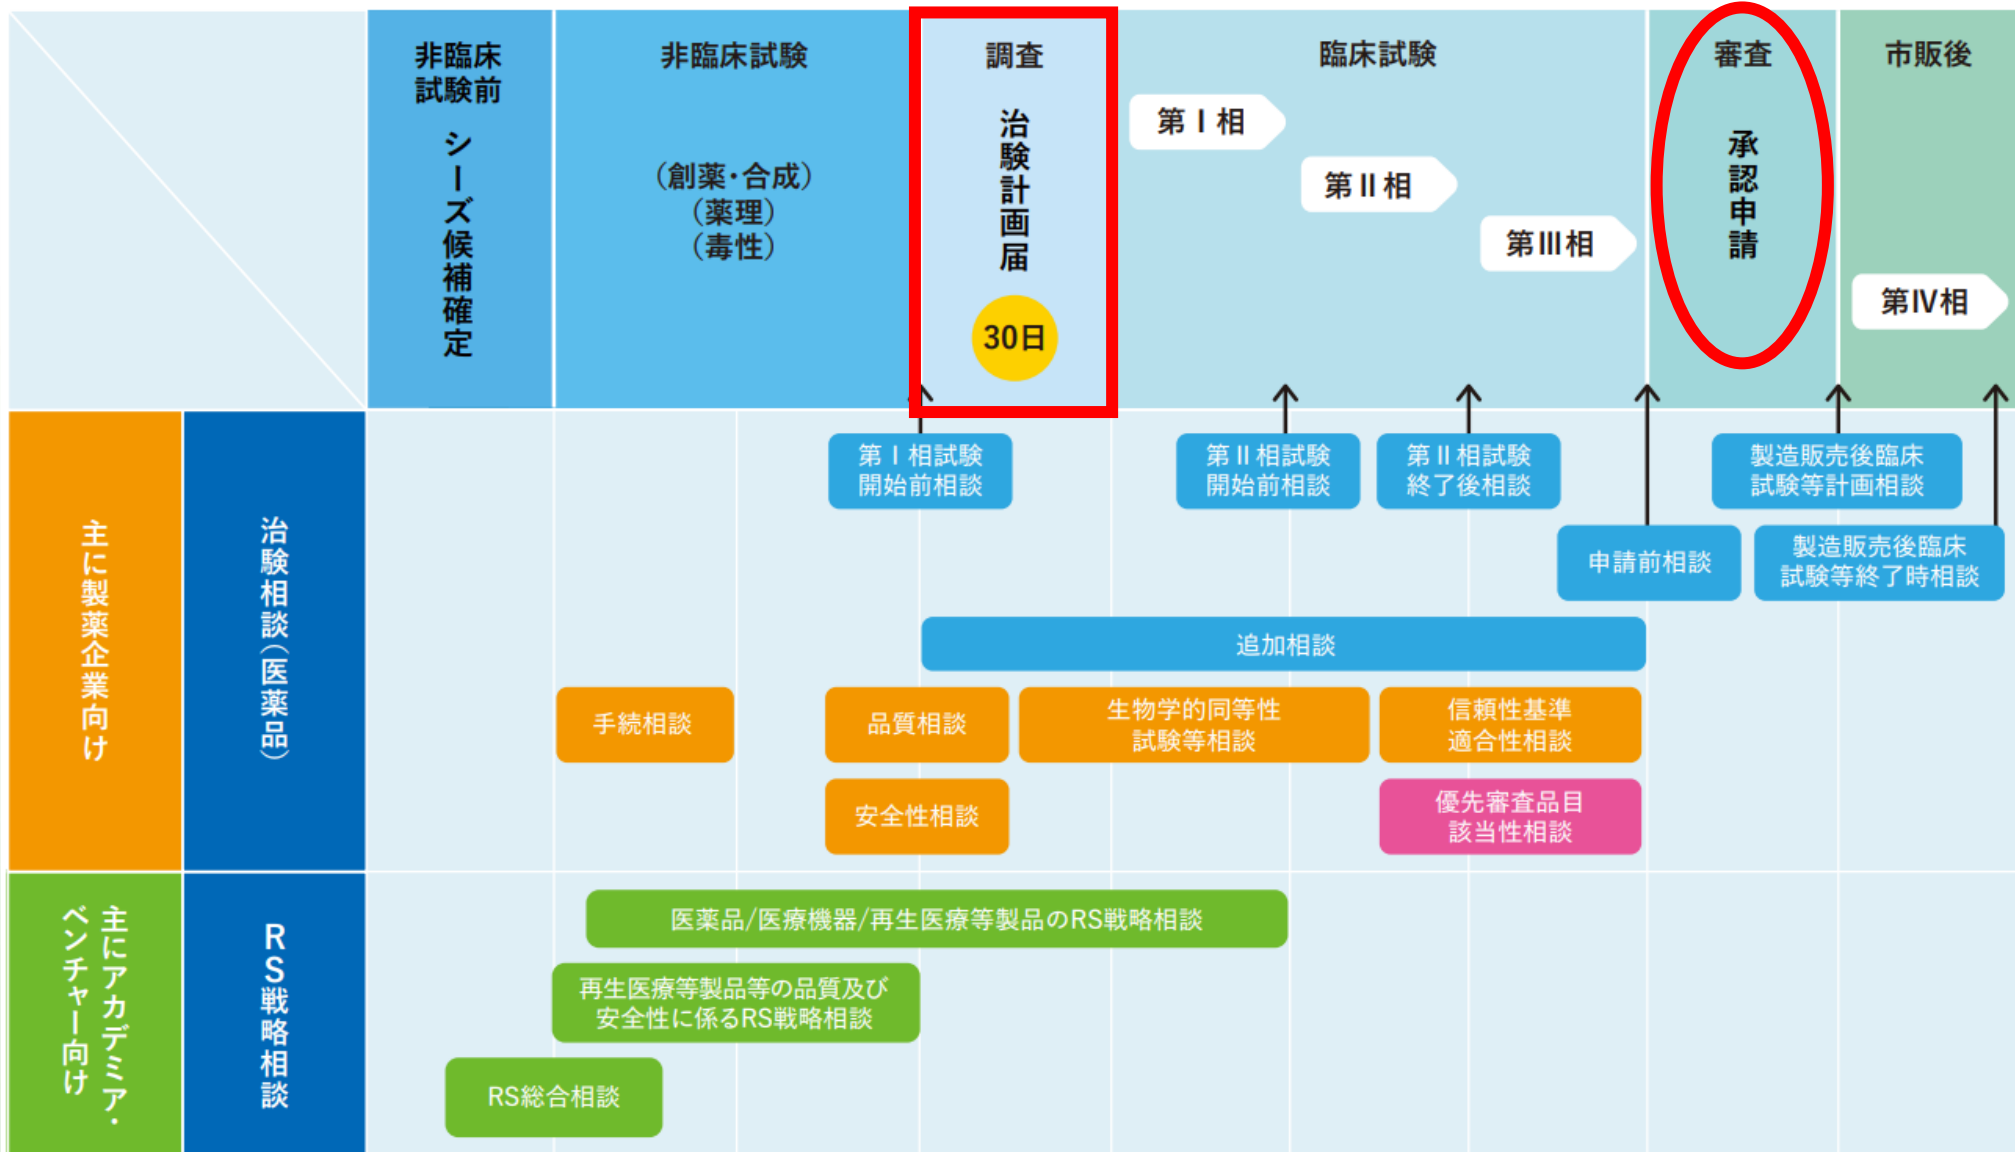 非臨床
試験前
シーズ候補確定
非臨床試験
（創薬・合成）
（薬理）
（毒性）
調査
治験計画届
30日
臨床試験
第Ⅰ相
第Ⅱ相
第Ⅲ相
審査
承認申請
市販後
第Ⅳ相
主に製薬企業向け
治験相談（医薬品）
第Ⅰ相試験
開始前相談
第Ⅱ相試験
開始前相談
第Ⅱ相試験
終了後相談
製造販売後臨床
試験等計画相談
申請前相談
製造販売後臨床
試験等終了時相談
追加相談
手続相談
品質相談
生物学的同等性
試験等相談
信頼性基準
適合性相談
安全性相談
優先審査品目
該当性相談
主にアカデミア・
ベンチャー向け
RS戦略相談
医薬品/医療機器/再生医療等製品のRS戦略相談
再生医療等製品等の品質及び
安全性に係るRS戦略相談
RS総合相談